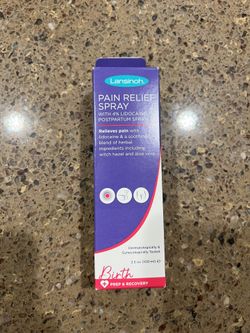 Lansinoh.
PAIN RELIEF
SPRAY
WITH 4% LIDOCAINE
POSTPARTUM SPRAY
Relieves pain with
lidocaine & a soothing
blend of herbal
ingredients including
witch hazel and aloe vera
Dermatologically &
Gynecologically Tested
Birth
PREP & RECOVERY